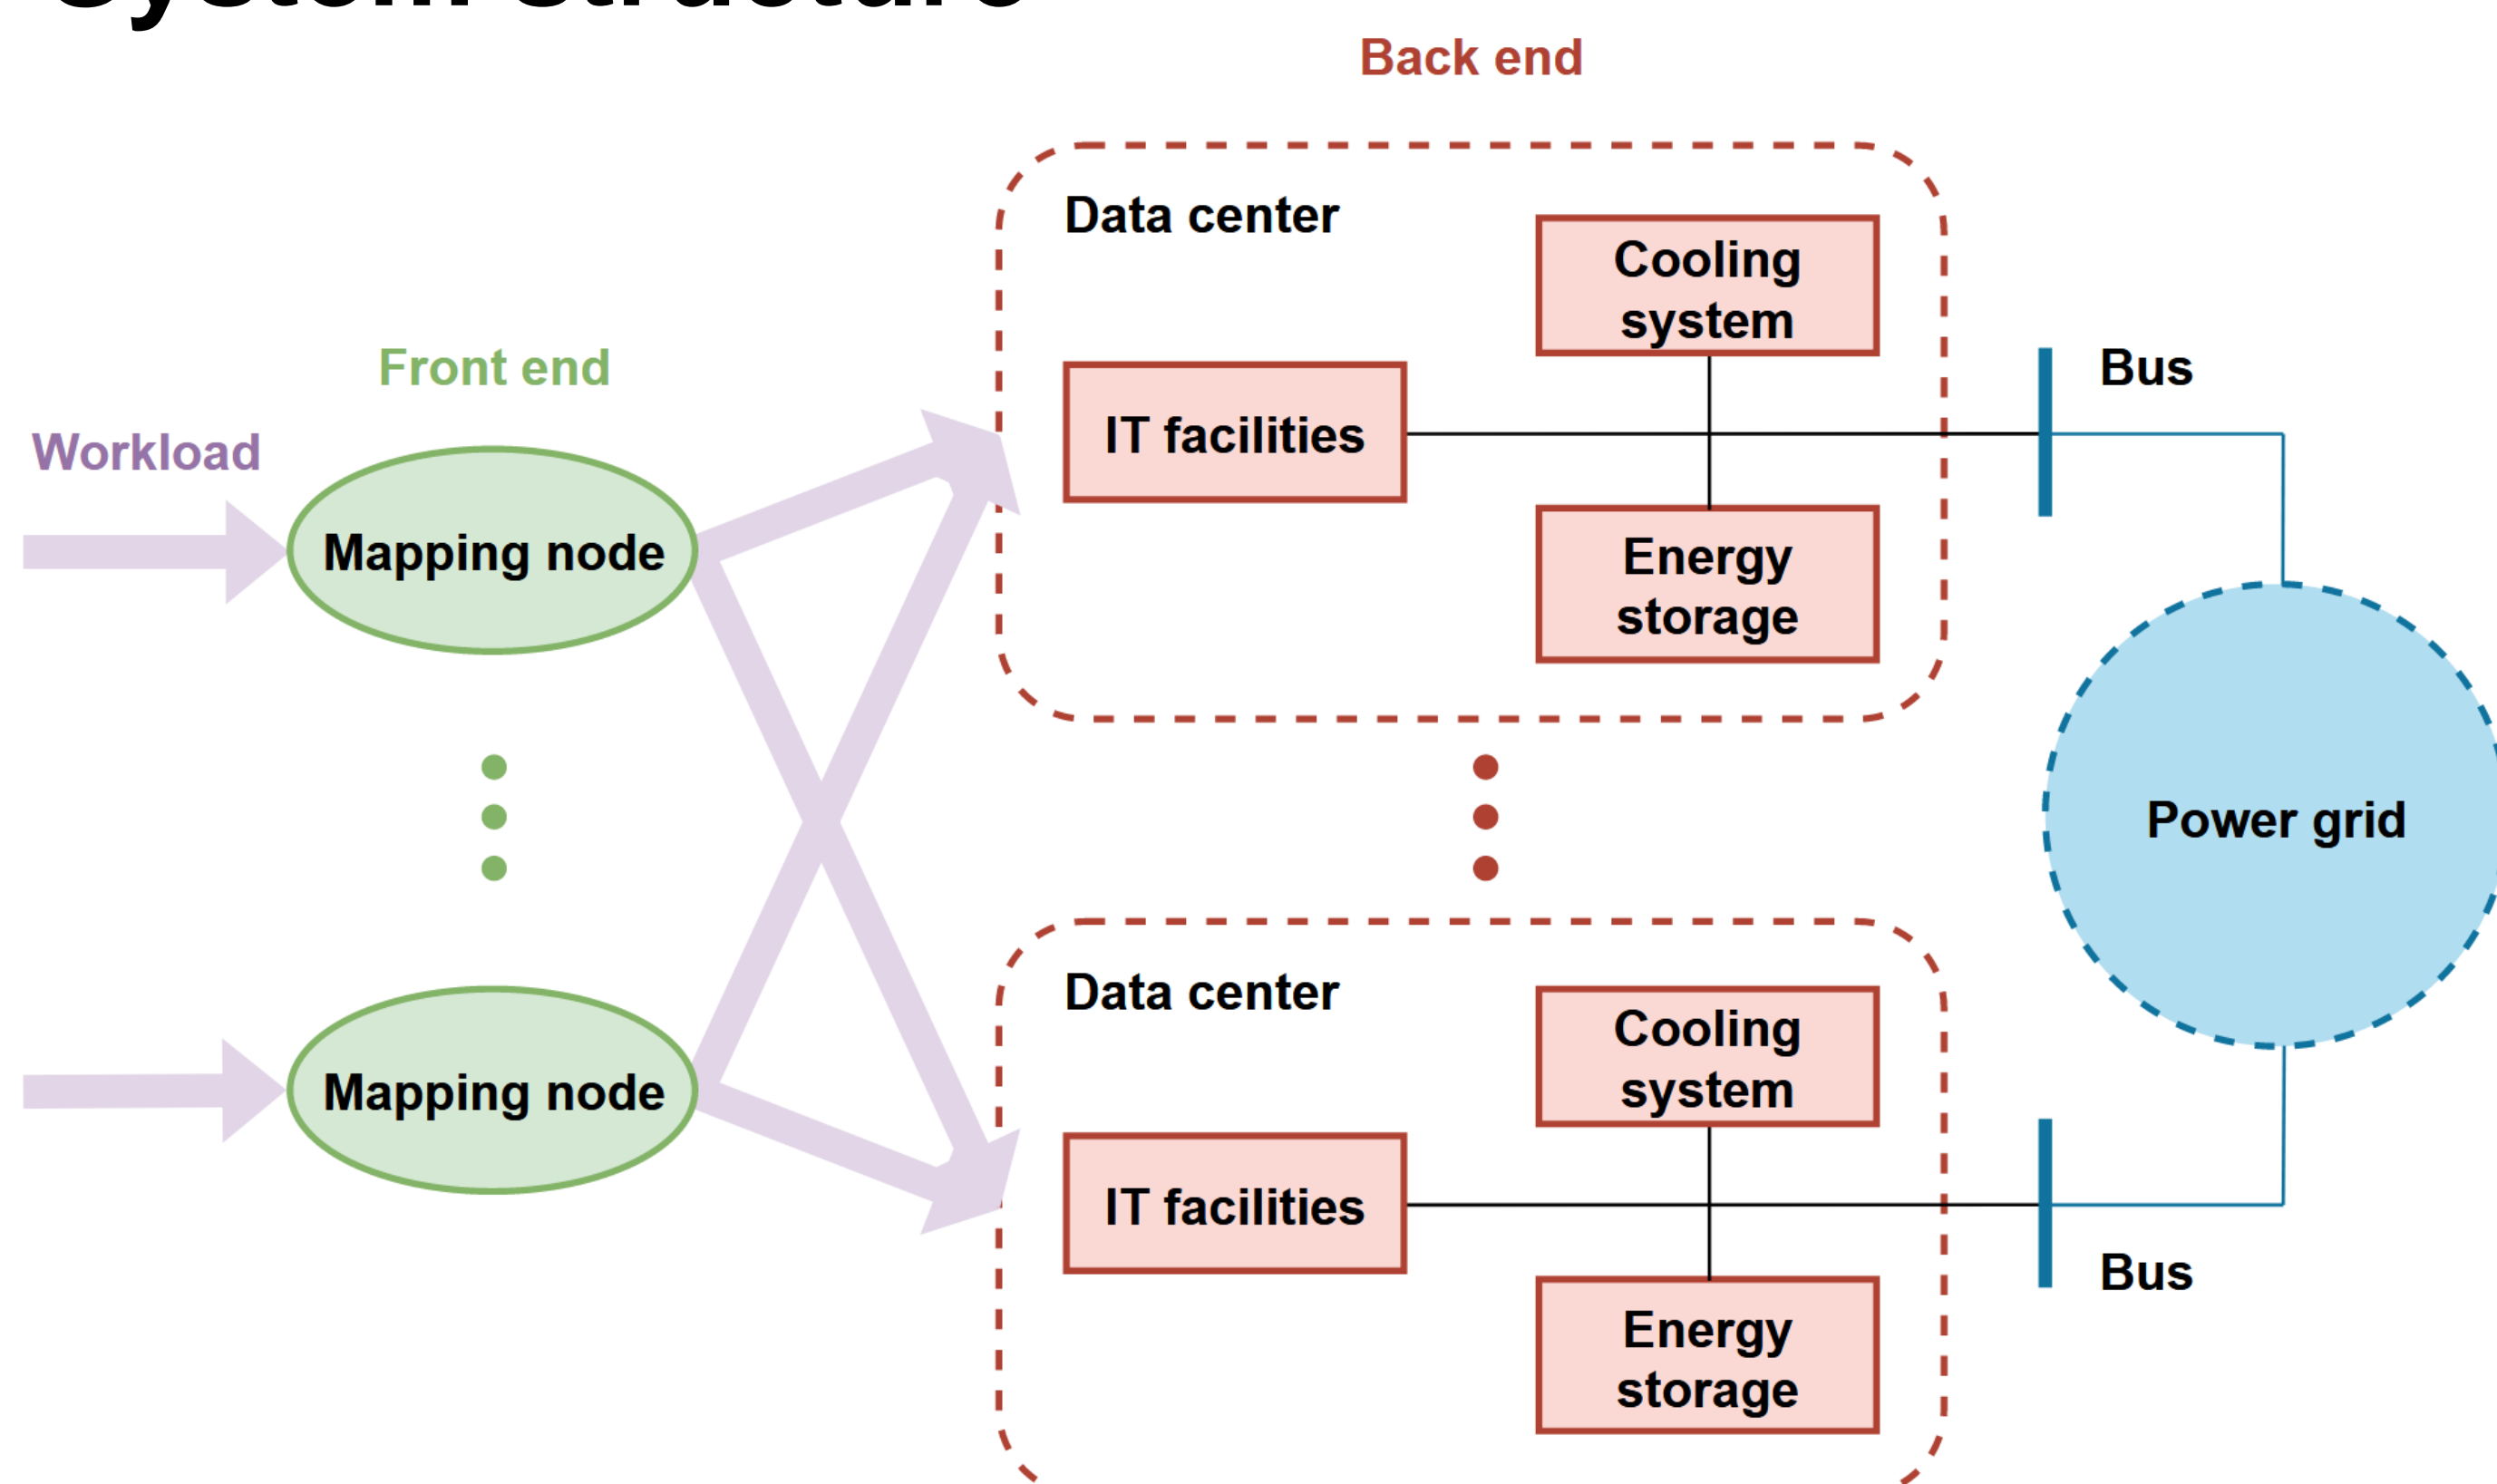 Back end
Data center
Cooling
system
Front end
Bus
Workload
IT facilities
Mapping node
Energy
storage
Power grid
Data center
Cooling
system
Mapping node
IT facilities
Bus
Energy
storage